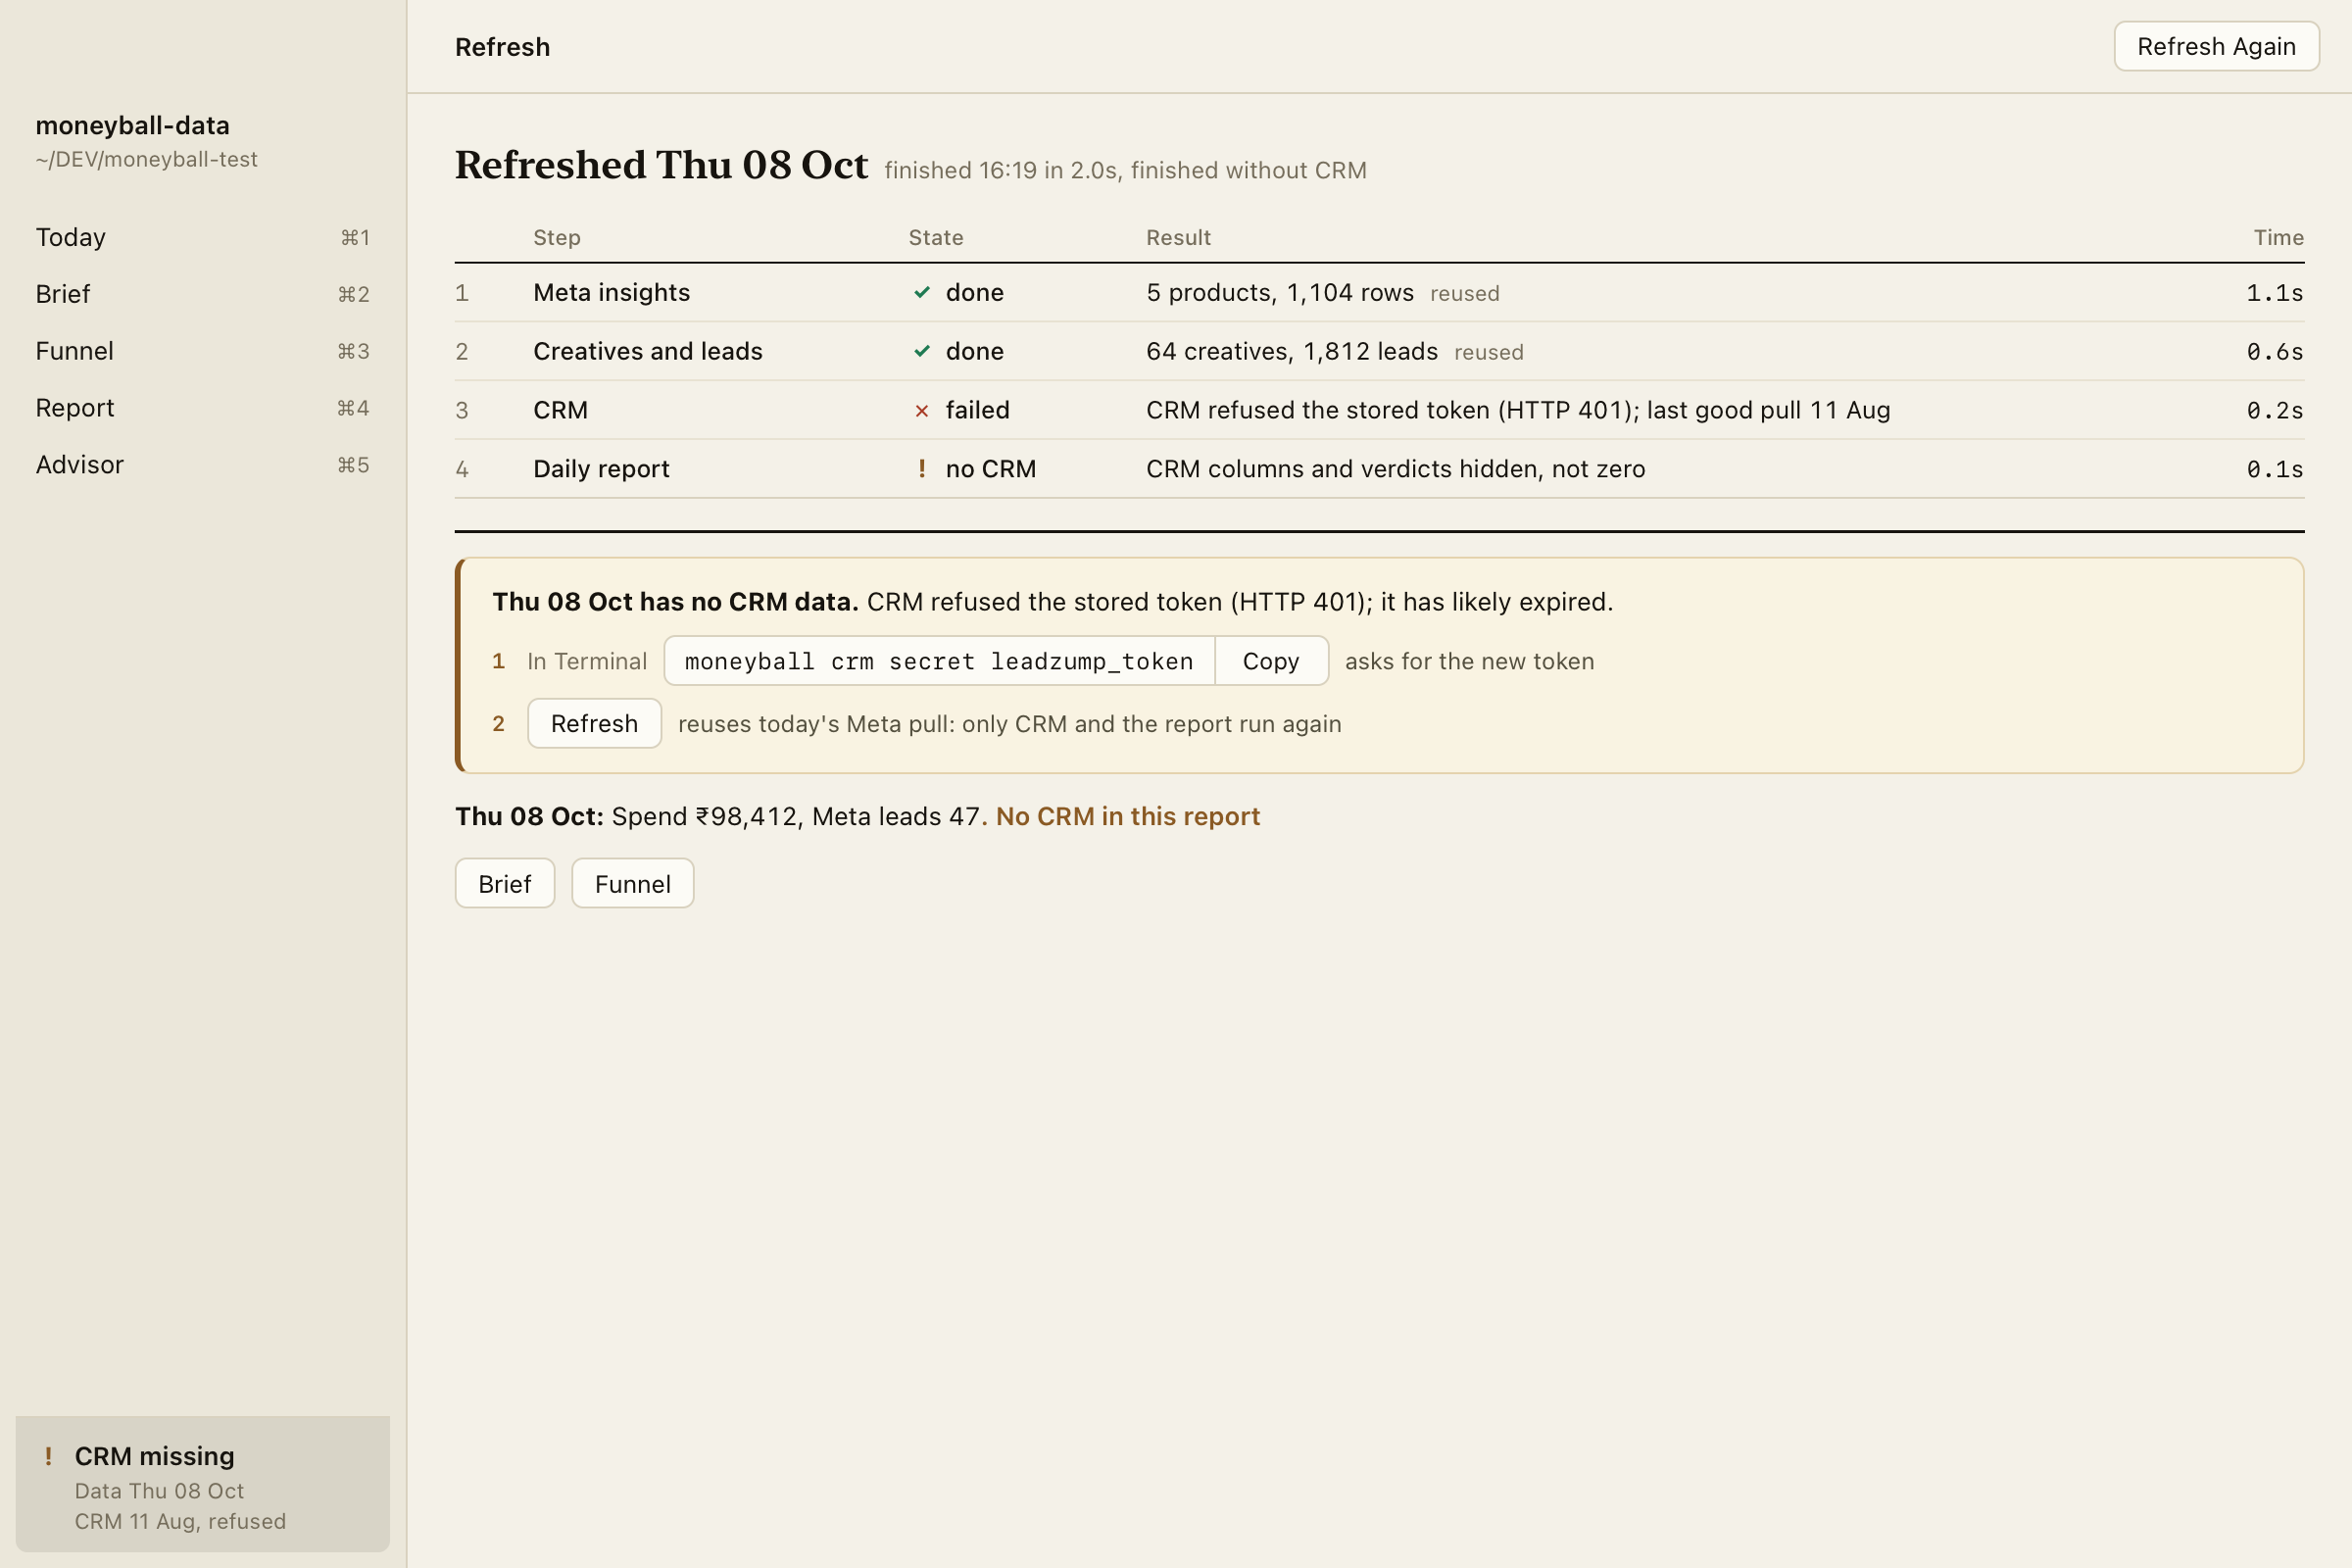 Refresh
Refresh Again
moneyball-data
~/DEV/moneyball-test
Today ⌘1
Brief ⌘2
Funnel ⌘3
Report ⌘4
Advisor ⌘5
Refreshed Thu 08 Oct finished 16:19 in 2.0s, finished without CRM
Step State Result Time
1 Meta insights ✓ done 5 products, 1,104 rows reused 1.1s
2 Creatives and leads ✓ done 64 creatives, 1,812 leads reused 0.6s
3 CRM × failed CRM refused the stored token (HTTP 401); last good pull 11 Aug 0.2s
4 Daily report ! no CRM CRM columns and verdicts hidden, not zero 0.1s
Thu 08 Oct has no CRM data. CRM refused the stored token (HTTP 401); it has likely expired.
1 In Terminal moneyball crm secret leadzump_token Copy asks for the new token
2 Refresh reuses today's Meta pull: only CRM and the report run again
Thu 08 Oct: Spend ₹98,412, Meta leads 47. No CRM in this report
Brief Funnel
! CRM missing
Data Thu 08 Oct
CRM 11 Aug, refused